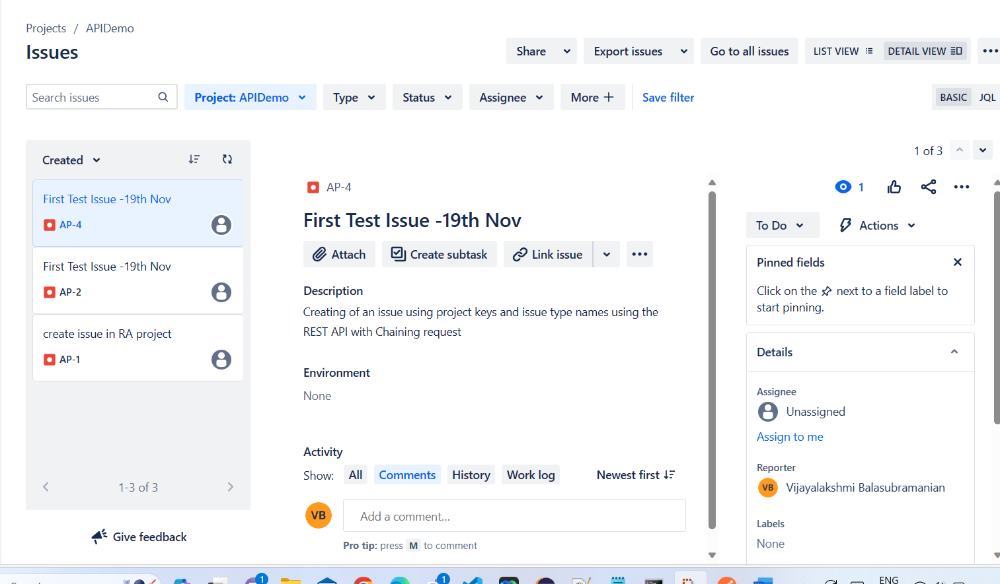 Projects / APIDemo
Issues
Share
Export issues
Go to all issues
LIST VIEW
DETAIL VIEW
Search issues
Project: APIDemo
Type
Status
Assignee
More
Save filter
BASIC
JQL
Created
First Test Issue -19th Nov
AP-4
First Test Issue -19th Nov
AP-2
create issue in RA project
AP-1
1-3 of 3
Give feedback
1 of 3
AP-4
First Test Issue -19th Nov
Attach
Create subtask
Link issue
Description
Creating of an issue using project keys and issue type names using the
REST API with Chaining request
Environment
None
Activity
Show: All Comments History Work log
Newest first
VB
Add a comment...
Pro tip: press M to comment
1
To Do
Actions
Pinned fields
Click on the next to a field label to
start pinning.
Details
Assignee
Unassigned
Assign to me
Reporter
VB Vijayalakshmi Balasubramanian
Labels
None
1
1
ENG